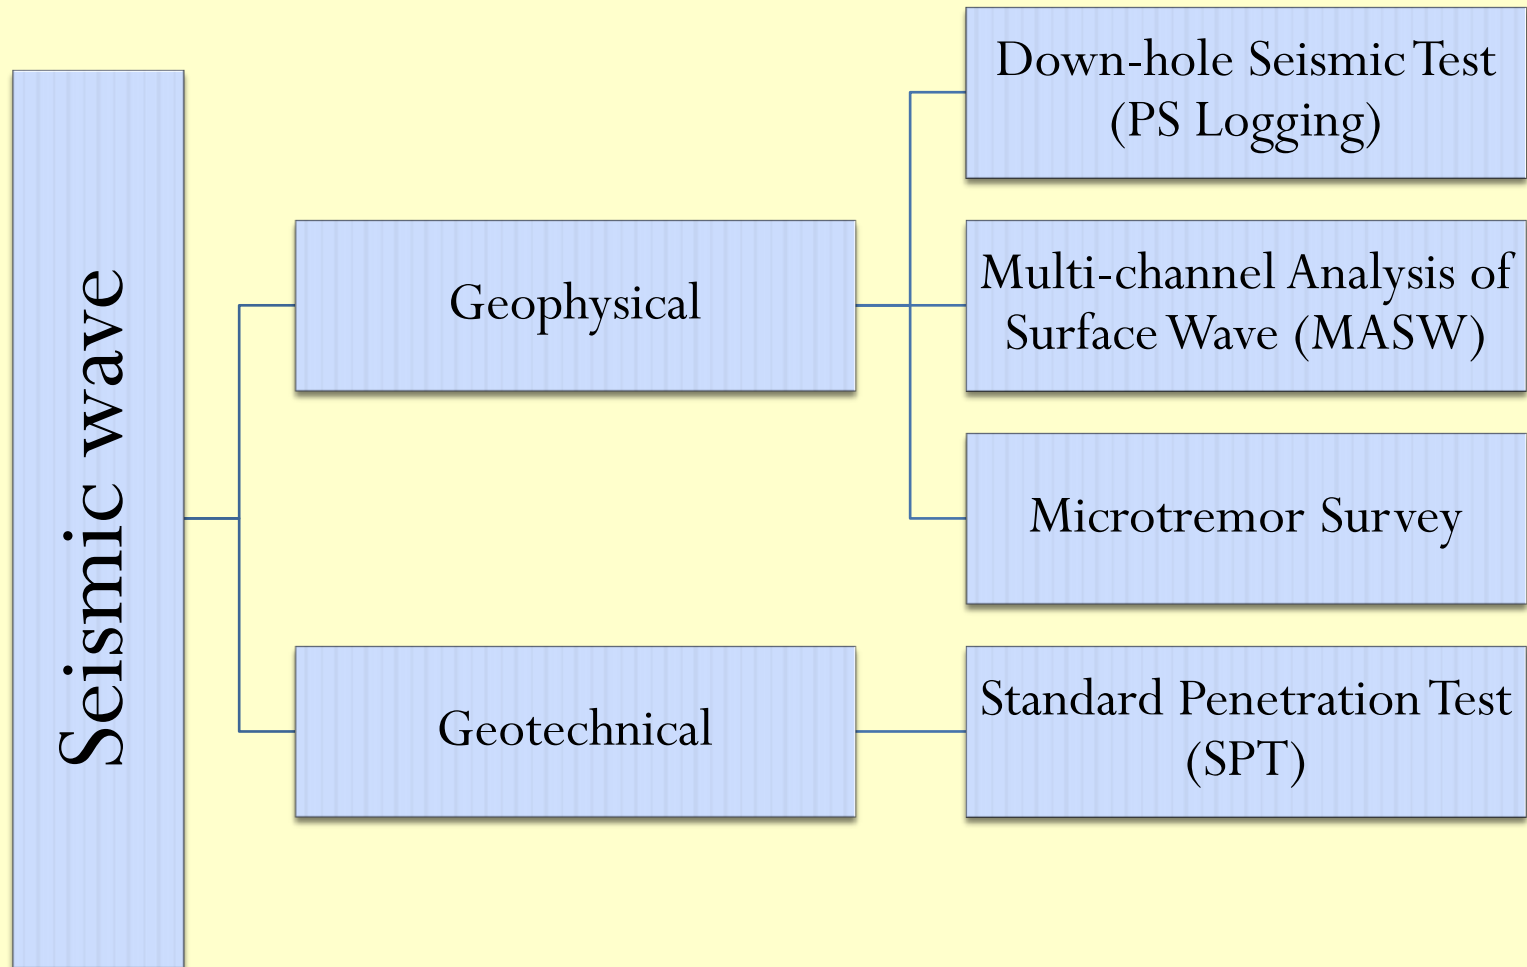 Seismic wave
Geophysical
Down-hole Seismic Test
(PS Logging)
Multi-channel Analysis of
Surface Wave (MASW)
Microtremor Survey
Geotechnical
Standard Penetration Test
(SPT)